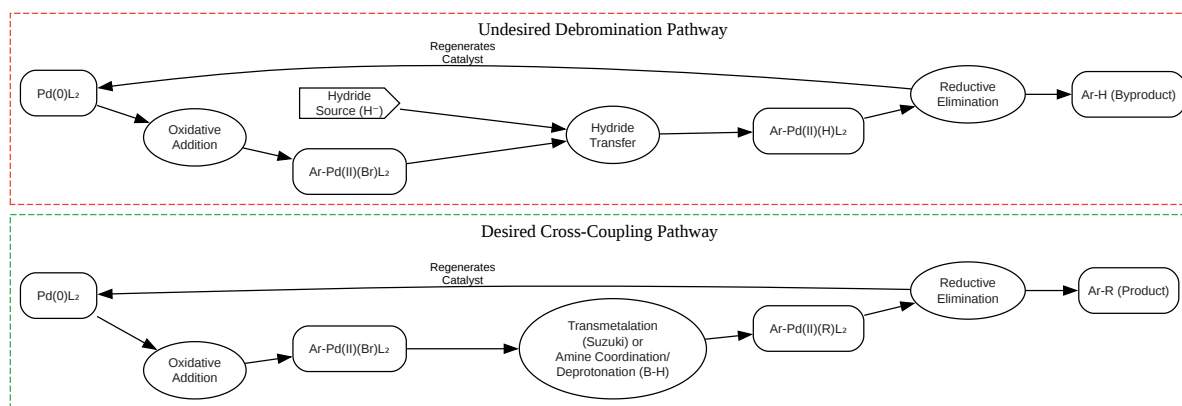 Undesired Debromination Pathway
Regenerates
Catalyst
Pd(0)L₂
Oxidative
Addition
Ar-Pd(II)(Br)L₂
Hydride
Source (H⁻)
Hydride
Transfer
Ar-Pd(II)(H)L₂
Reductive
Elimination
Ar-H (Byproduct)
Desired Cross-Coupling Pathway
Regenerates
Catalyst
Pd(0)L₂
Oxidative
Addition
Ar-Pd(II)(Br)L₂
Transmetalation
(Suzuki) or
Amine Coordination/
Deprotonation (B-H)
Ar-Pd(II)(R)L₂
Reductive
Elimination
Ar-R (Product)